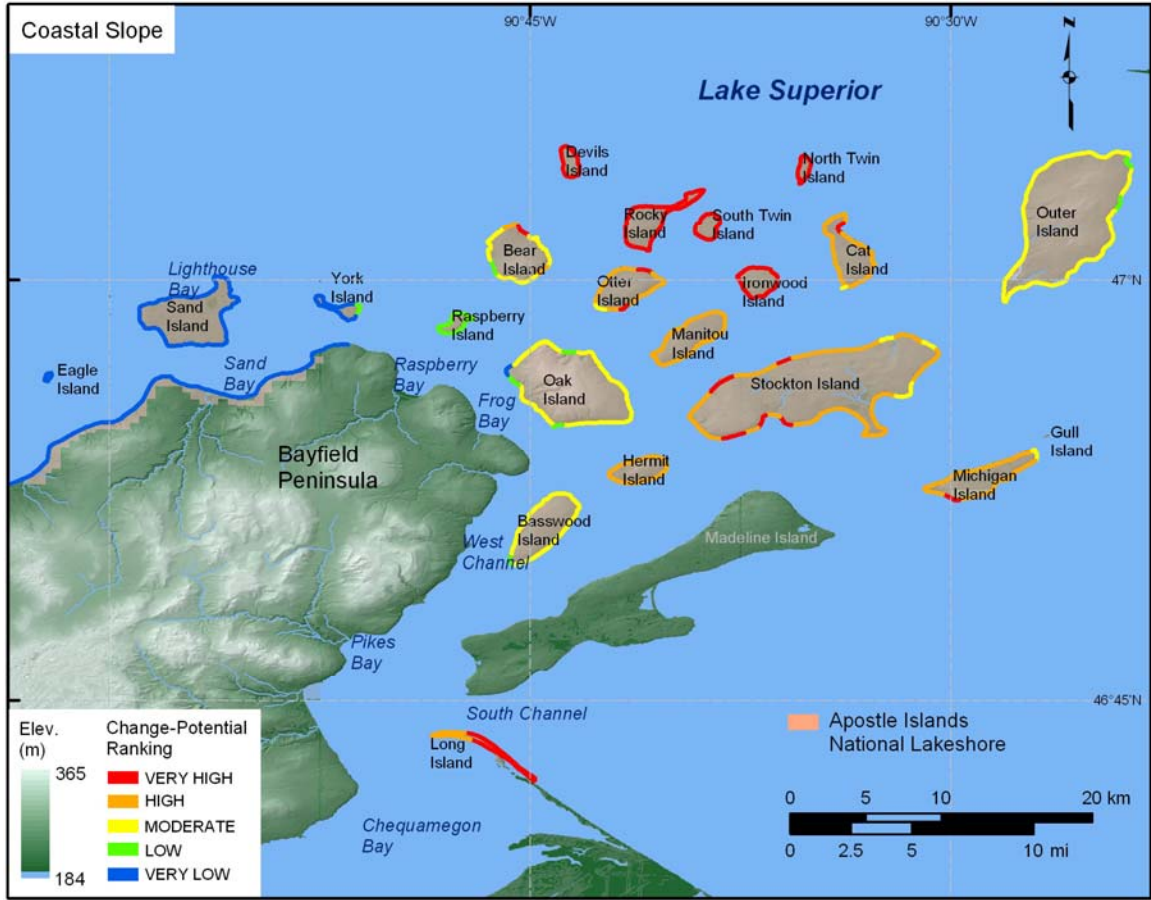 Coastal Slope
90°45'W
90°30'W
N
Lake Superior
Devils
Island
North Twin
Island
Rocky
Island
South Twin
Island
Outer
Island
Bear
Island
Cat
Island
Lighthouse
Bay
York
Island
Otter
Island
Ironwood
Island
47°N
Sand
Island
Raspberry
Island
Manitou
Island
Eagle
Island
Sand
Bay
Raspberry
Bay
Oak
Island
Stockton Island
Frog
Bay
Gull
Island
Bayfield
Peninsula
Hermit
Island
Michigan
Island
Basswood
Island
West
Channel
Madeline Island
Pikes
Bay
46°45'N
South Channel
Long
Island
Chequamegon
Bay
Elev.
(m)
365
184
Change-Potential
Ranking
VERY HIGH
HIGH
MODERATE
LOW
VERY LOW
Apostle Islands
National Lakeshore
0 5 10 20 km
0 2.5 5 10 mi